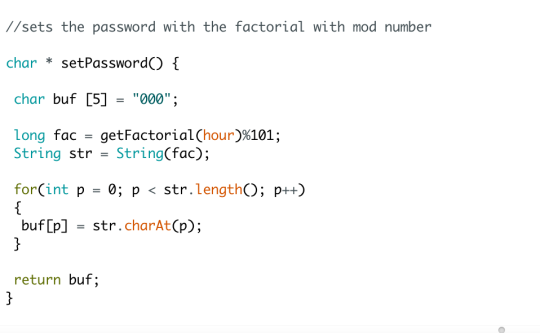 //sets the password with the factorial with mod number
char * setPassword() {
char buf [5] = "000";
long fac = getFactorial(hour)%101;
String str = String(fac);
for(int p = 0; p < str.length(); p++)
{
buf[p] = str.charAt(p);
}
return buf;
}